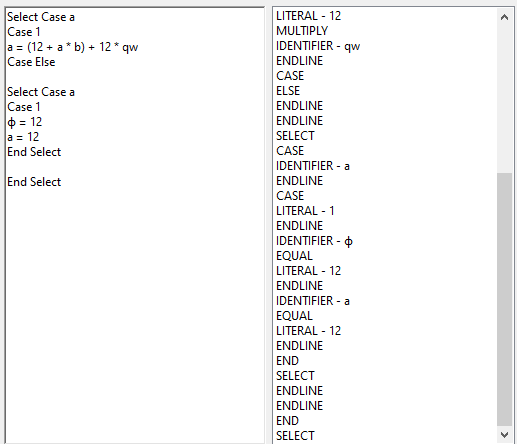 Select Case a
Case 1
a = (12 + a * b) + 12 * qw
Case Else
Select Case a
Case 1
ф = 12
a = 12
End Select
End Select
LITERAL - 12
MULTIPLY
IDENTIFIER - qw
ENDLINE
CASE
ELSE
ENDLINE
ENDLINE
SELECT
CASE
IDENTIFIER - a
ENDLINE
CASE
LITERAL - 1
ENDLINE
IDENTIFIER - ф
EQUAL
LITERAL - 12
ENDLINE
IDENTIFIER - a
EQUAL
LITERAL - 12
ENDLINE
END
SELECT
ENDLINE
ENDLINE
END
SELECT